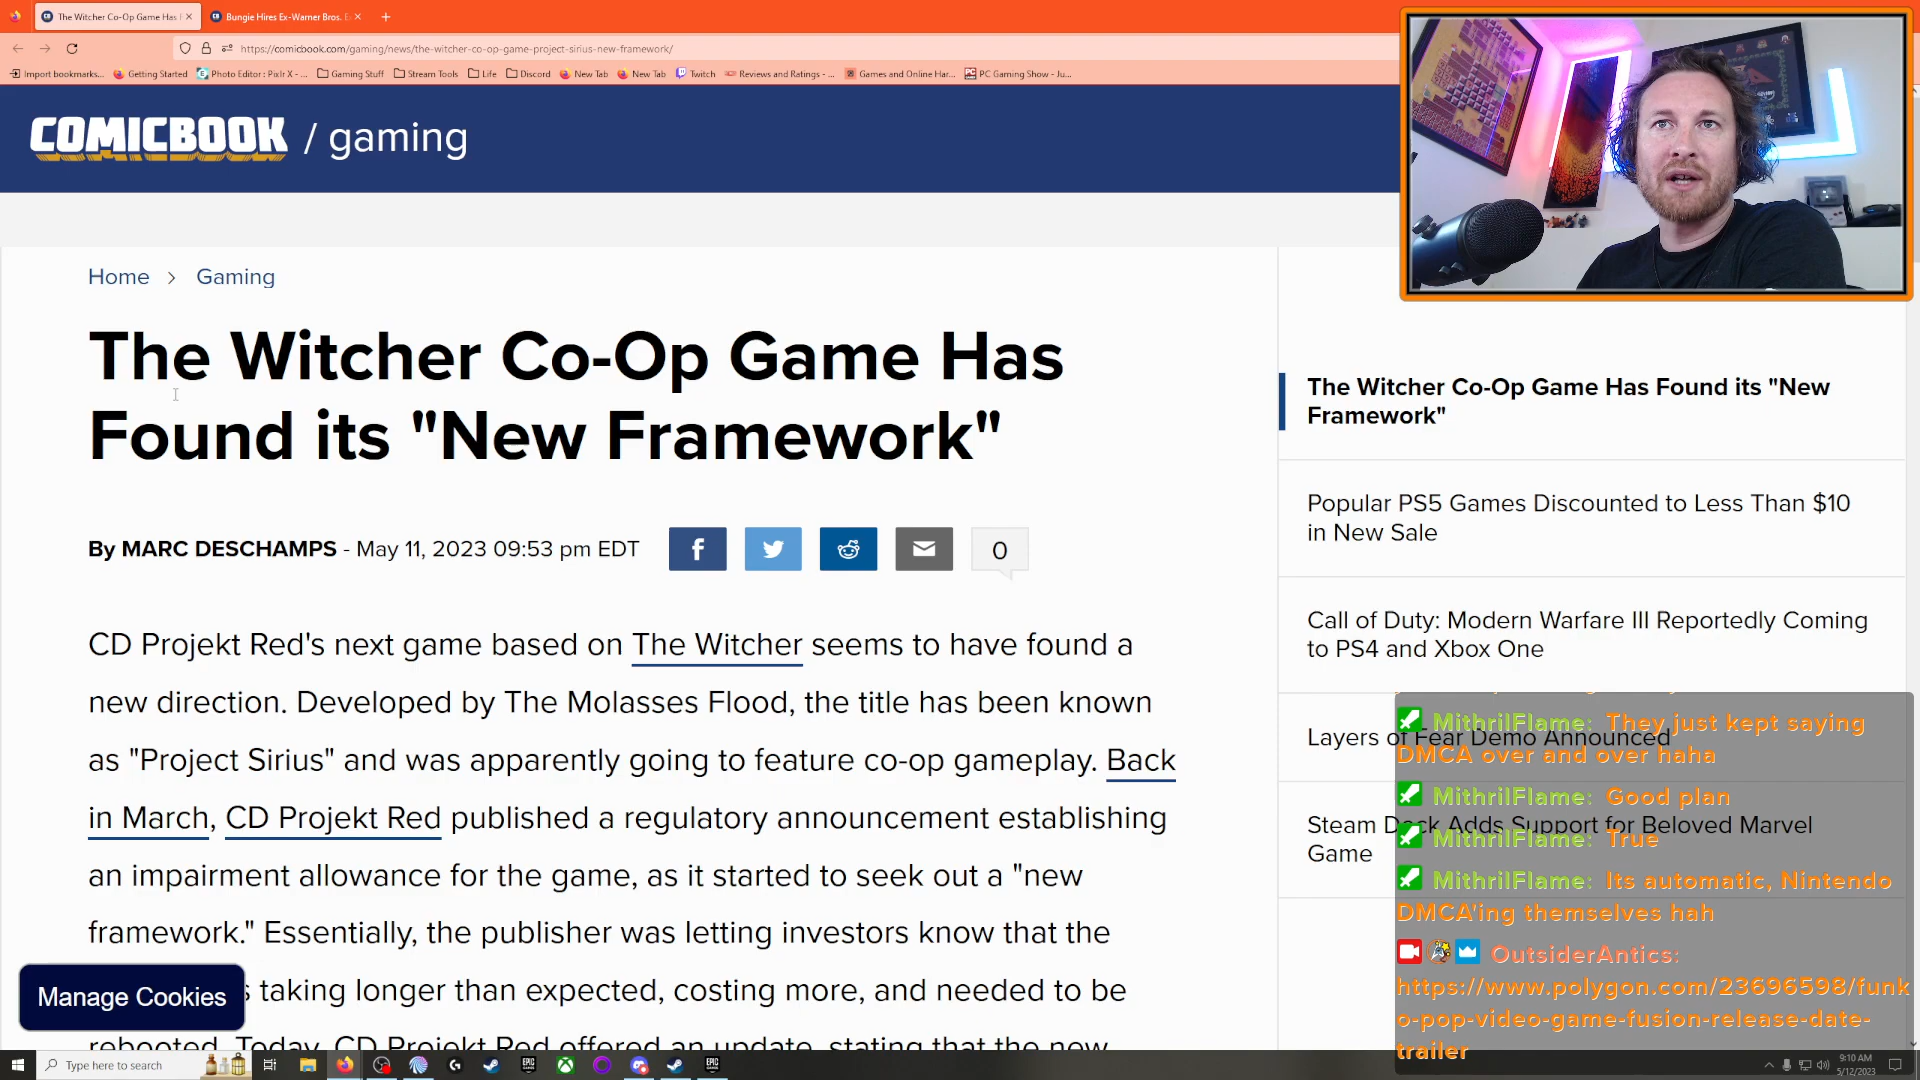 The Witcher Co-Op Game Has
Bungie Hires Ex-Warner Bros. E
https://comicbook.com/gaming/news/the-witcher-co-op-game-project-sirius-new-framework/
Import bookmarks... Getting Started Photo Editor : Pixlr X - ... Gaming Stuff Stream Tools Life Discord New Tab New Tab Twitch Reviews and Ratings - ... Games and Online Har... PC Gaming Show - Ju...
COMICBOOK / gaming
Home > Gaming
The Witcher Co-Op Game Has
Found its "New Framework"
By MARC DESCHAMPS - May 11, 2023 09:53 pm EDT
0
CD Projekt Red's next game based on The Witcher seems to have found a
new direction. Developed by The Molasses Flood, the title has been known
as "Project Sirius" and was apparently going to feature co-op gameplay. Back
in March, CD Projekt Red published a regulatory announcement establishing
an impairment allowance for the game, as it started to seek out a "new
framework." Essentially, the publisher was letting investors know that the
taking longer than expected, costing more, and needed to be
rebooted. Today, CD Projekt Red offered an update, stating that the new
Manage Cookies
The Witcher Co-Op Game Has Found its "New
Framework"
Popular PS5 Games Discounted to Less Than $10
in New Sale
Call of Duty: Modern Warfare III Reportedly Coming
to PS4 and Xbox One
Layers of Fear Demo Announced
Steam Deck Adds Support for Beloved Marvel
Game
MithrilFlame: They just kept saying
DMCA over and over haha
MithrilFlame: Good plan
MithrilFlame: True
MithrilFlame: Its automatic, Nintendo
DMCA'ing themselves hah
OutsiderAntics:
https://www.polygon.com/23696598/funk
o-pop-video-game-fusion-release-date-
trailer
Type here to search
9:10 AM
5/12/2023